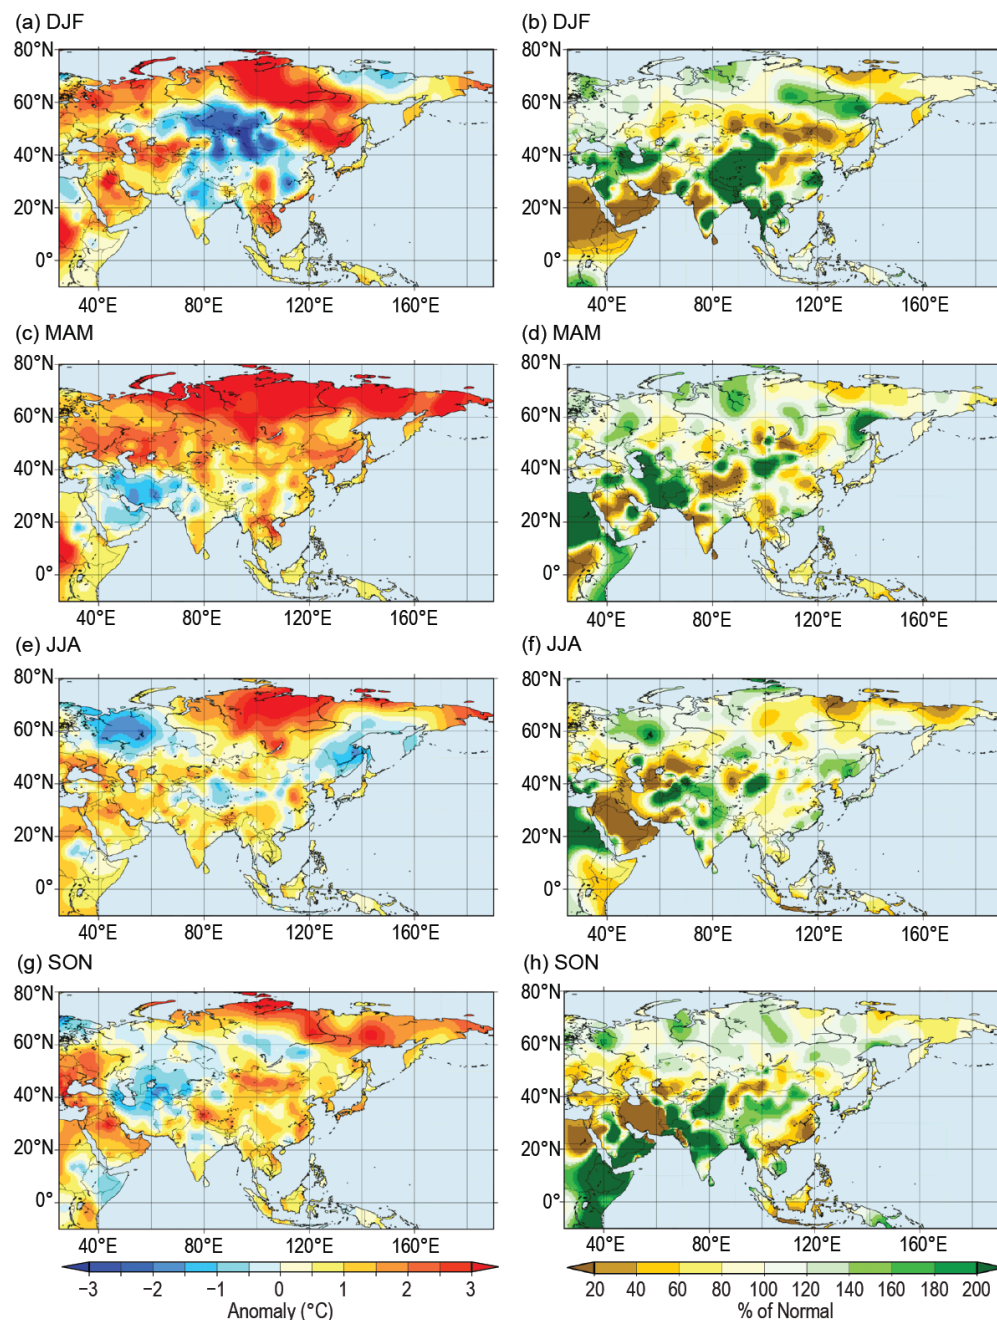 (a) DJF
(b) DJF
80°N
60°N
40°N
20°N
0°
40°E 80°E 120°E 160°E
80°N
60°N
40°N
20°N
0°
40°E 80°E 120°E 160°E
(c) MAM
(d) MAM
80°N
60°N
40°N
20°N
0°
40°E 80°E 120°E 160°E
80°N
60°N
40°N
20°N
0°
40°E 80°E 120°E 160°E
(e) JJA
(f) JJA
80°N
60°N
40°N
20°N
0°
40°E 80°E 120°E 160°E
80°N
60°N
40°N
20°N
0°
40°E 80°E 120°E 160°E
(g) SON
(h) SON
80°N
60°N
40°N
20°N
0°
40°E 80°E 120°E 160°E
80°N
60°N
40°N
20°N
0°
40°E 80°E 120°E 160°E
−3 −2 −1 0 1 2 3
Anomaly (°C)
20 40 60 80 100 120 140 160 180 200
% of Normal